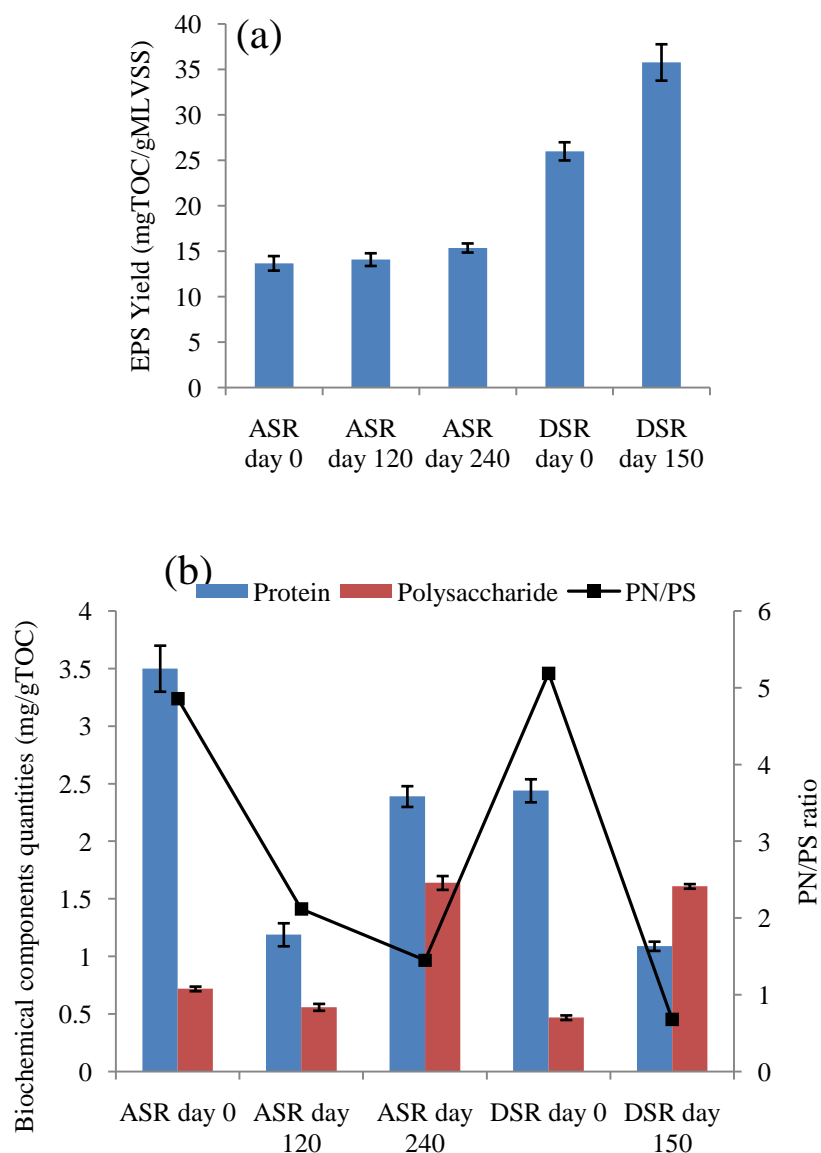 (a)
EPS Yield (mgTOC/gMLVSS)
40
35
30
25
20
15
10
5
0
ASR day 0
ASR day 120
ASR day 240
DSR day 0
DSR day 150
(b)
Protein
Polysaccharide
PN/PS
Biochemical components quantities (mg/gTOC)
4
3.5
3
2.5
2
1.5
1
0.5
0
6
5
4
3
2
1
0
PN/PS ratio
ASR day 0
ASR day
120
ASR day
240
DSR day 0
DSR day
150